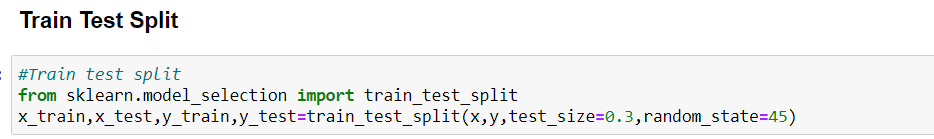 Train Test Split
#Train test split
from sklearn.model_selection import train_test_split
x_train,x_test,y_train,y_test=train_test_split(x,y,test_size=0.3,random_state=45)